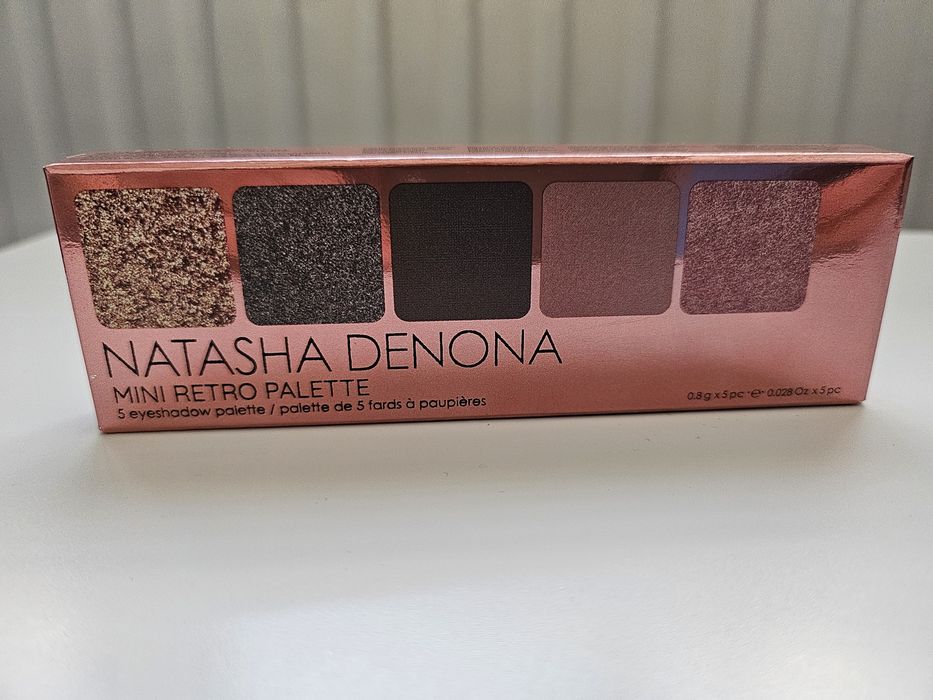 NATASHA DENONA
MINI RETRO PALETTE
5 eyeshadow palette / palette de 5 fards à paupières
0.8 g x 5 pc "℮" 0.028 Oz x 5 pc